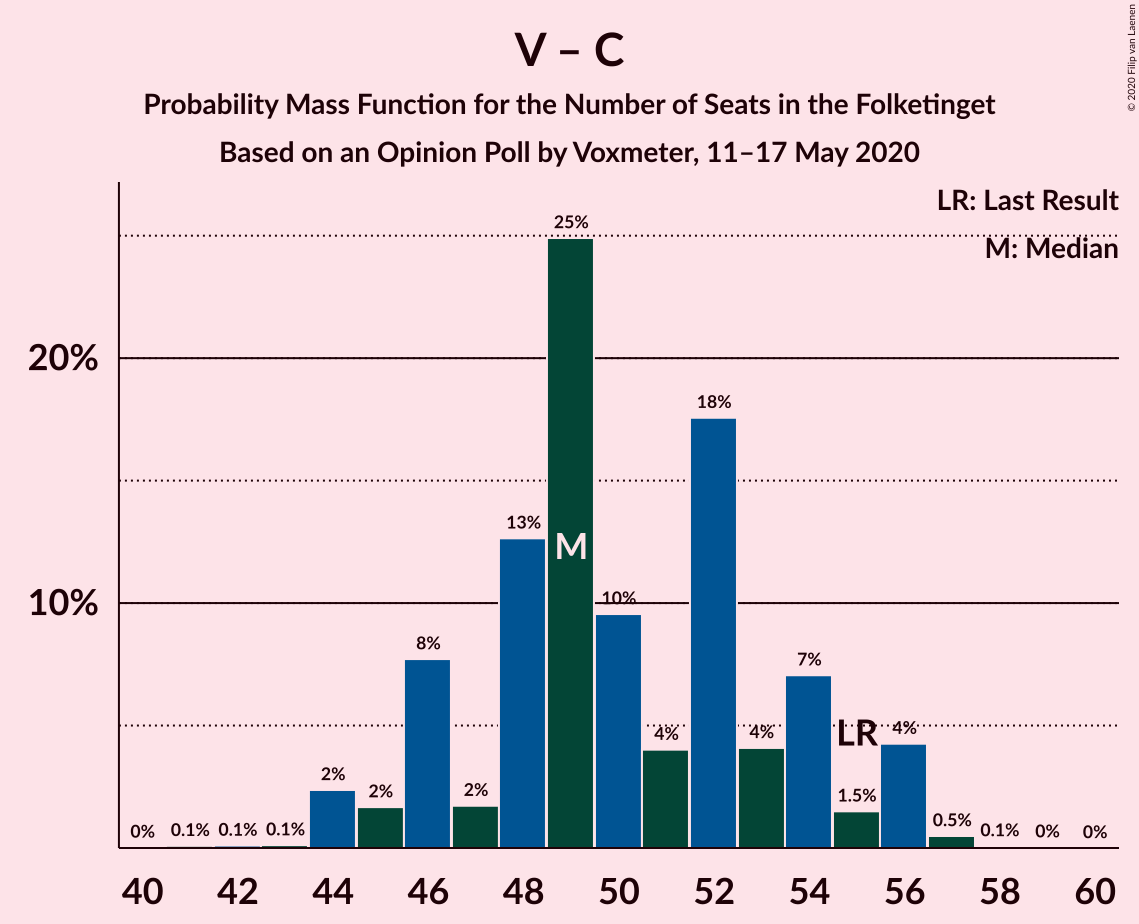 V – C
Probability Mass Function for the Number of Seats in the Folketinget
Based on an Opinion Poll by Voxmeter, 11–17 May 2020
© 2020 Filip van Laenen
LR: Last Result
M: Median
20%
10%
0%
0.1%
0.1%
0.1%
2%
2%
8%
2%
13%
25%
M
10%
4%
18%
4%
7%
LR
1.5%
4%
0.5%
0.1%
0%
0%
40 42 44 46 48 50 52 54 56 58 60